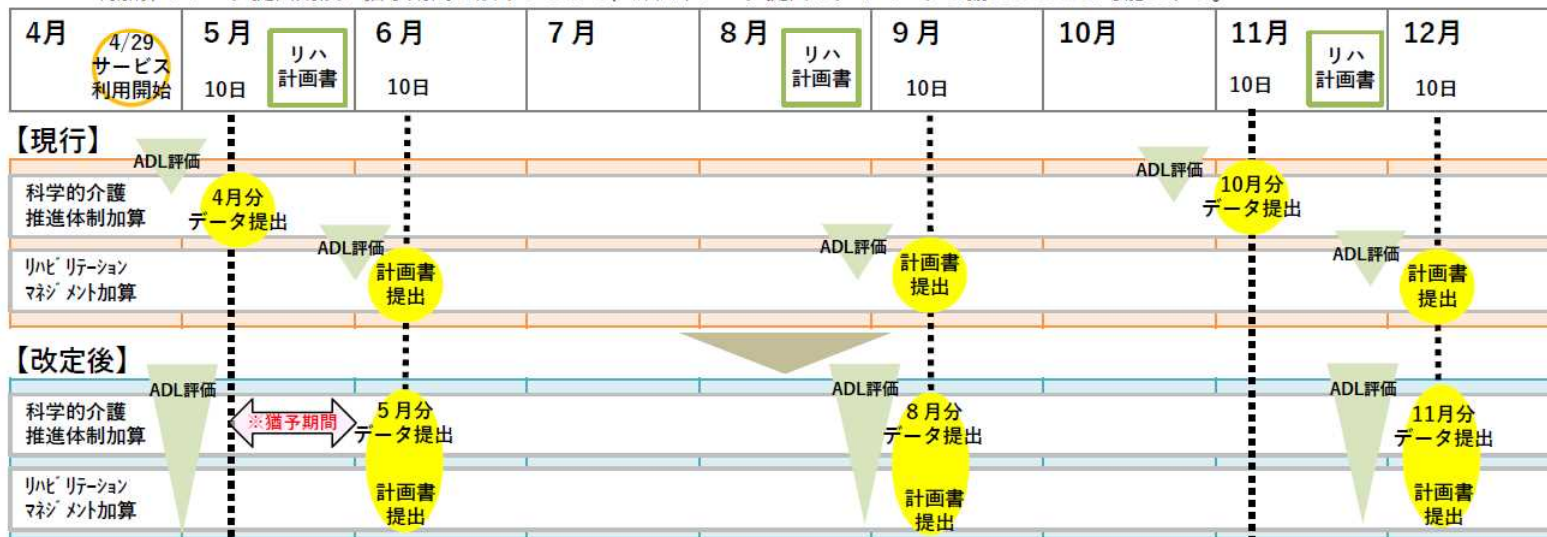 4月
4/29
サービス
利用開始
5月
10日
リハ
計画書
6月
10日
7月
8月
リハ
計画書
9月
10日
10月
11月
10日
リハ
計画書
12月
10日
【現行】
ADL評価
科学的介護
推進体制加算
4月分
データ提出
ADL評価
10月分
データ提出
リハビリテーション
マネジメント加算
ADL評価
計画書
提出
ADL評価
計画書
提出
ADL評価
計画書
提出
【改定後】
ADL評価
ADL評価
ADL評価
科学的介護
推進体制加算
※猶予期間
5月分
データ提出
8月分
データ提出
11月分
データ提出
リハビリテーション
マネジメント加算
計画書
提出
計画書
提出
計画書
提出